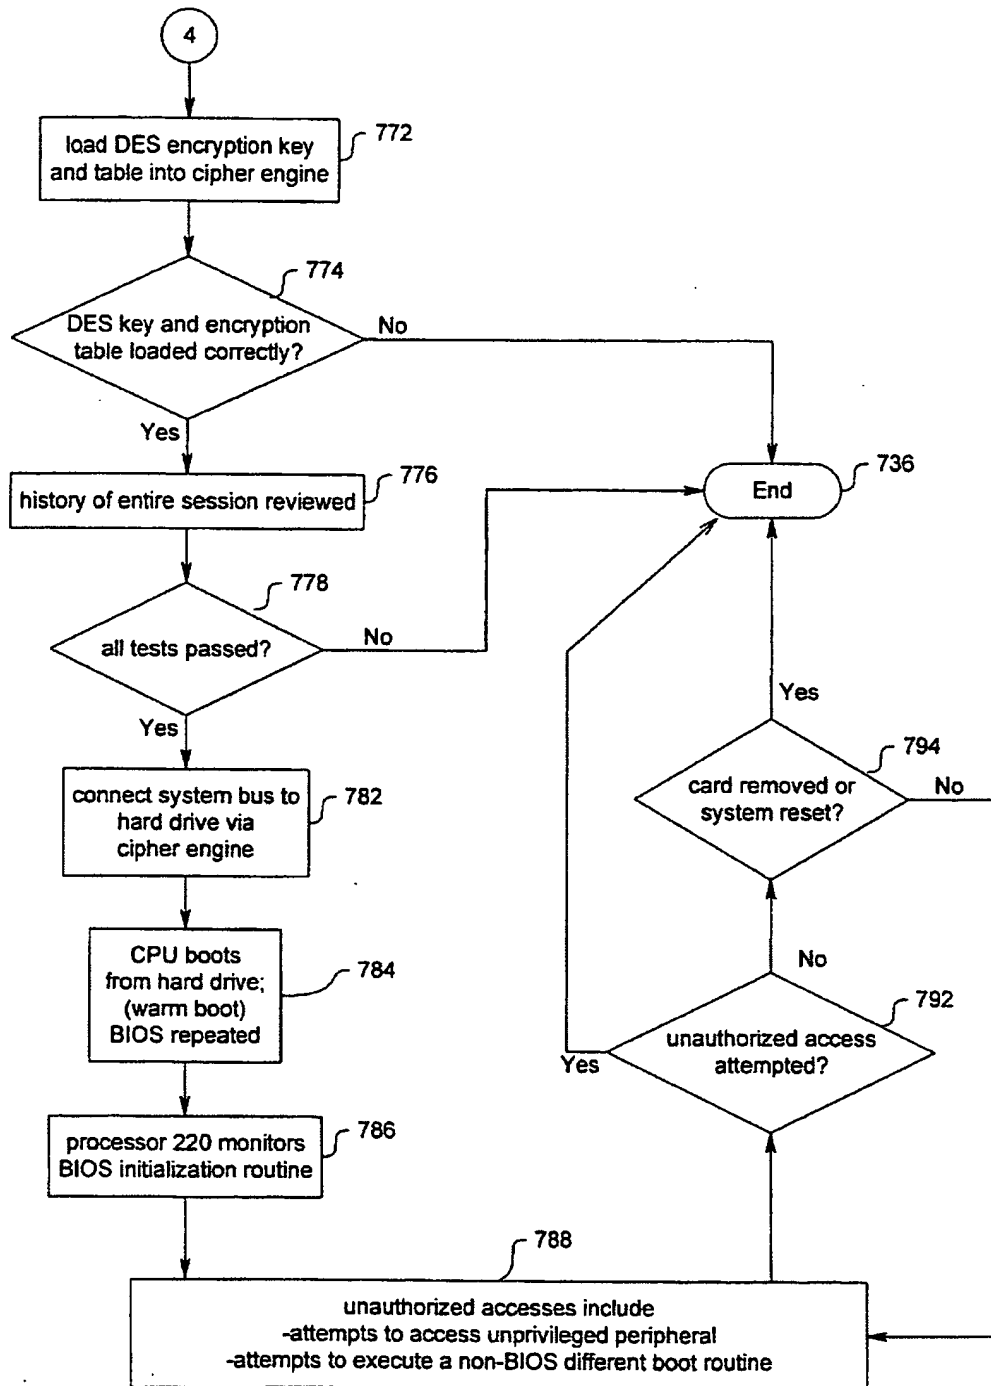 4
load DES encryption key
and table into cipher engine
772
774
DES key and encryption
table loaded correctly?
No
Yes
history of entire session reviewed
776
End
736
778
all tests passed?
No
Yes
connect system bus to
hard drive via
cipher engine
782
CPU boots
from hard drive;
(warm boot)
BIOS repeated
784
processor 220 monitors
BIOS initialization routine
786
788
unauthorized accesses include
-attempts to access unprivileged peripheral
-attempts to execute a non-BIOS different boot routine
792
unauthorized access
attempted?
Yes
No
794
card removed or
system reset?
No
Yes